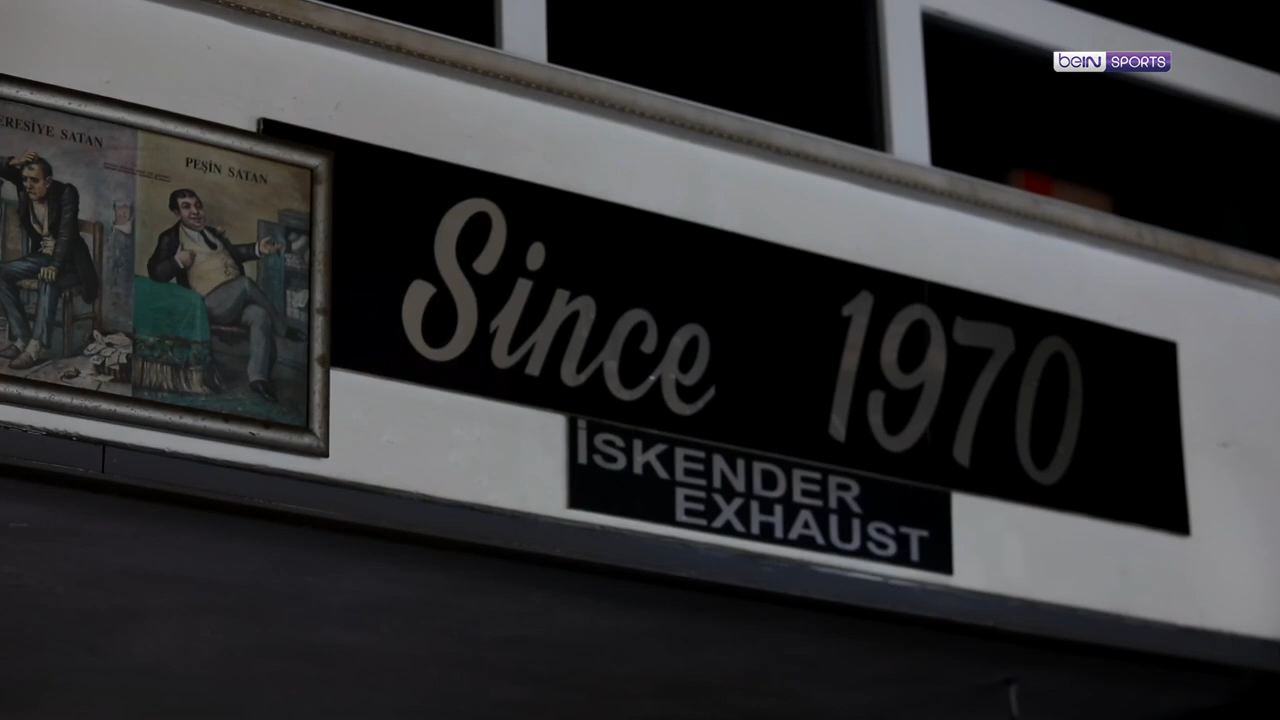 beIN SPORTS
ERESİYE SATAN
PEŞİN SATAN
Since 1970
İSKENDER
EXHAUST